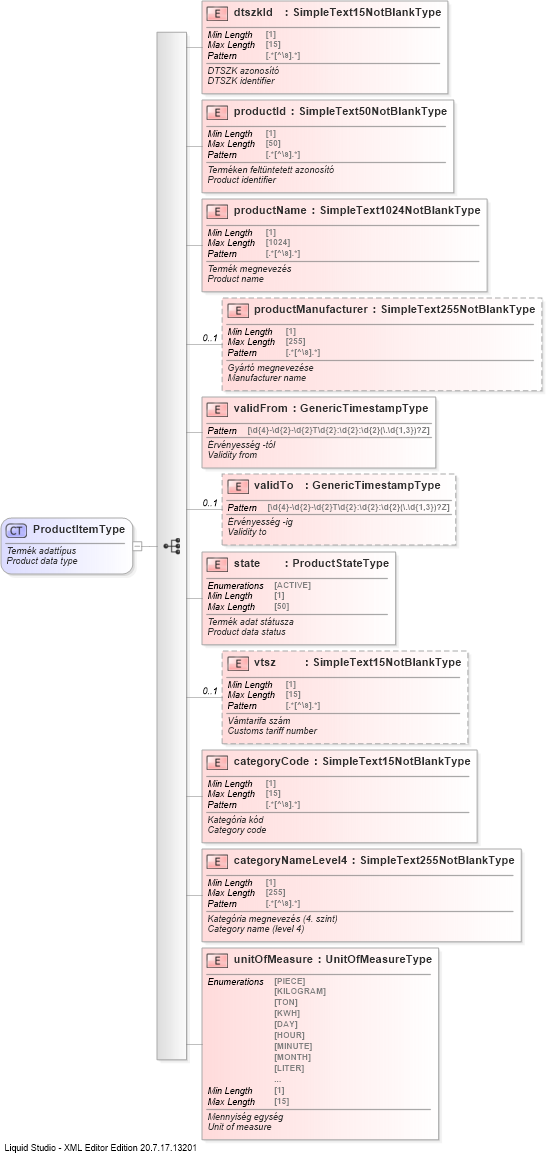 E dtszkId : SimpleText15NotBlankType
Min Length [1]
Max Length [15]
Pattern [.*[^\s].*]
DTSZK azonosító
DTSZK identifier
E productId : SimpleText50NotBlankType
Min Length [1]
Max Length [50]
Pattern [.*[^\s].*]
Terméken feltüntetett azonosító
Product identifier
E productName : SimpleText1024NotBlankType
Min Length [1]
Max Length [1024]
Pattern [.*[^\s].*]
Termék megnevezés
Product name
E productManufacturer : SimpleText255NotBlankType
0..1
Min Length [1]
Max Length [255]
Pattern [.*[^\s].*]
Gyártó megnevezése
Manufacturer name
E validFrom : GenericTimestampType
Pattern [\d{4}-\d{2}-\d{2}T\d{2}:\d{2}:\d{2}(\.\d{1,3})?Z]
Érvényesség -tól
Validity from
E validTo : GenericTimestampType
0..1
Pattern [\d{4}-\d{2}-\d{2}T\d{2}:\d{2}:\d{2}(\.\d{1,3})?Z]
Érvényesség -ig
Validity to
CT ProductItemType
Termék adattípus
Product data type
E state : ProductStateType
Enumerations [ACTIVE]
Min Length [1]
Max Length [50]
Termék adat státusza
Product data status
E vtsz : SimpleText15NotBlankType
0..1
Min Length [1]
Max Length [15]
Pattern [.*[^\s].*]
Vámtarifa szám
Customs tariff number
E categoryCode : SimpleText15NotBlankType
Min Length [1]
Max Length [15]
Pattern [.*[^\s].*]
Kategória kód
Category code
E categoryNameLevel4 : SimpleText255NotBlankType
Min Length [1]
Max Length [255]
Pattern [.*[^\s].*]
Kategória megnevezés (4. szint)
Category name (level 4)
E unitOfMeasure : UnitOfMeasureType
Enumerations [PIECE]
[KILOGRAM]
[TON]
[KWH]
[DAY]
[HOUR]
[MINUTE]
[MONTH]
[LITER]
...
Min Length [1]
Max Length [15]
Mennyiség egység
Unit of measure
Liquid Studio - XML Editor Edition 20.7.17.13201